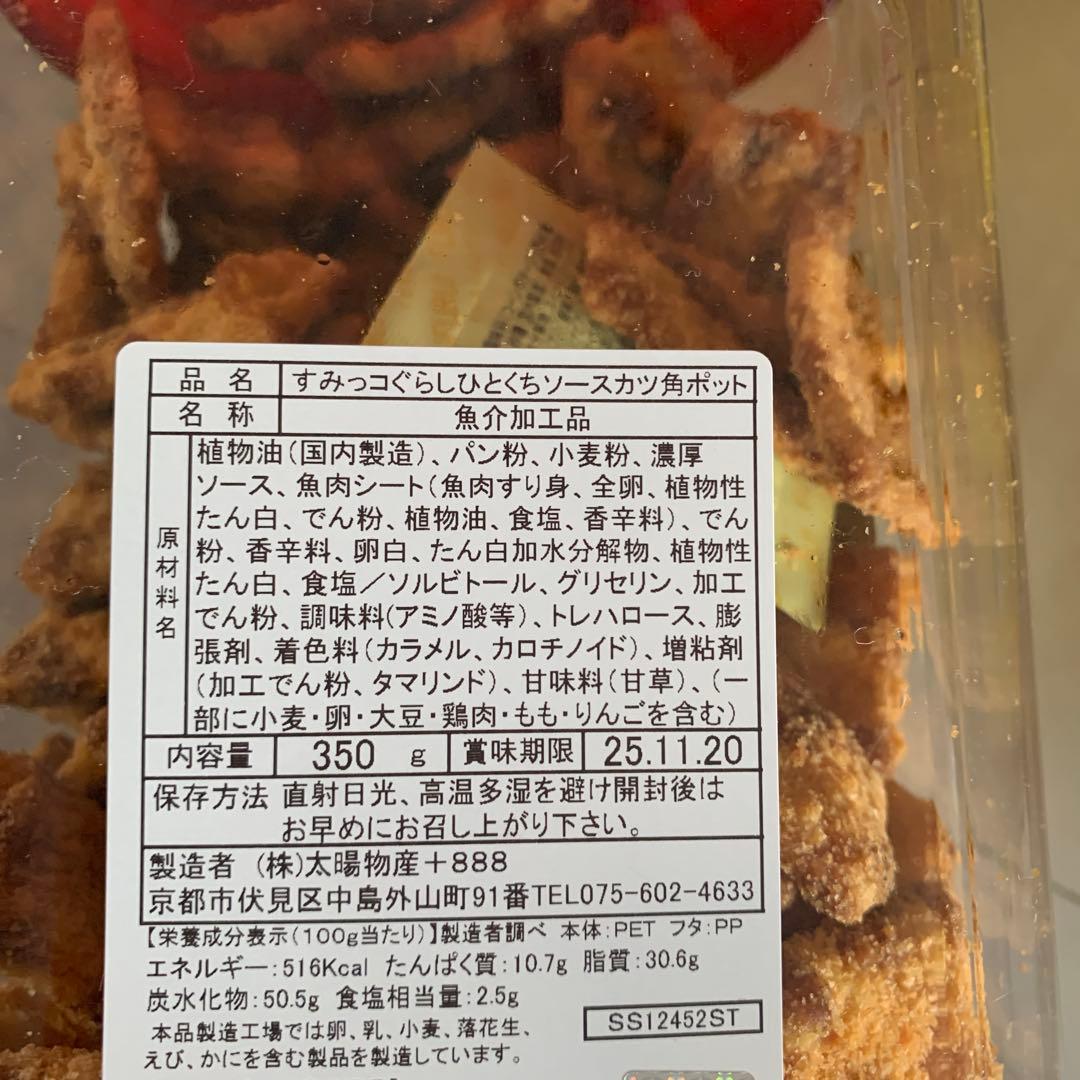 品名 すみっコぐらしひとくちソースカツ角ポット
名称 魚介加工品
原材料名
植物油(国内製造)、パン粉、小麦粉、濃厚
ソース、魚肉シート(魚肉すり身、全卵、植物性
たん白、でん粉、植物油、食塩、香辛料)、でん
粉、香辛料、卵白、たん白加水分解物、植物性
たん白、食塩/ソルビトール、グリセリン、加工
でん粉、調味料(アミノ酸等)、トレハロース、膨
張剤、着色料(カラメル、カロチノイド)、増粘剤
(加工でん粉、タマリンド)、甘味料(甘草)、(一
部に小麦・卵・大豆・鶏肉・もも・りんごを含む)
内容量 350 g 賞味期限 25.11.20
保存方法 直射日光、高温多湿を避け開封後は
お早めにお召し上がり下さい。
製造者 (株)太陽物産+888
京都市伏見区中島外山町91番TEL075-602-4633
【栄養成分表示(100g当たり)】製造者調べ 本体:PET フタ:PP
エネルギー:516Kcal たんぱく質:10.7g 脂質:30.6g
炭水化物:50.5g 食塩相当量:2.5g
SS12452ST
本品製造工場では卵、乳、小麦、落花生、
えび、かにを含む製品を製造しています。